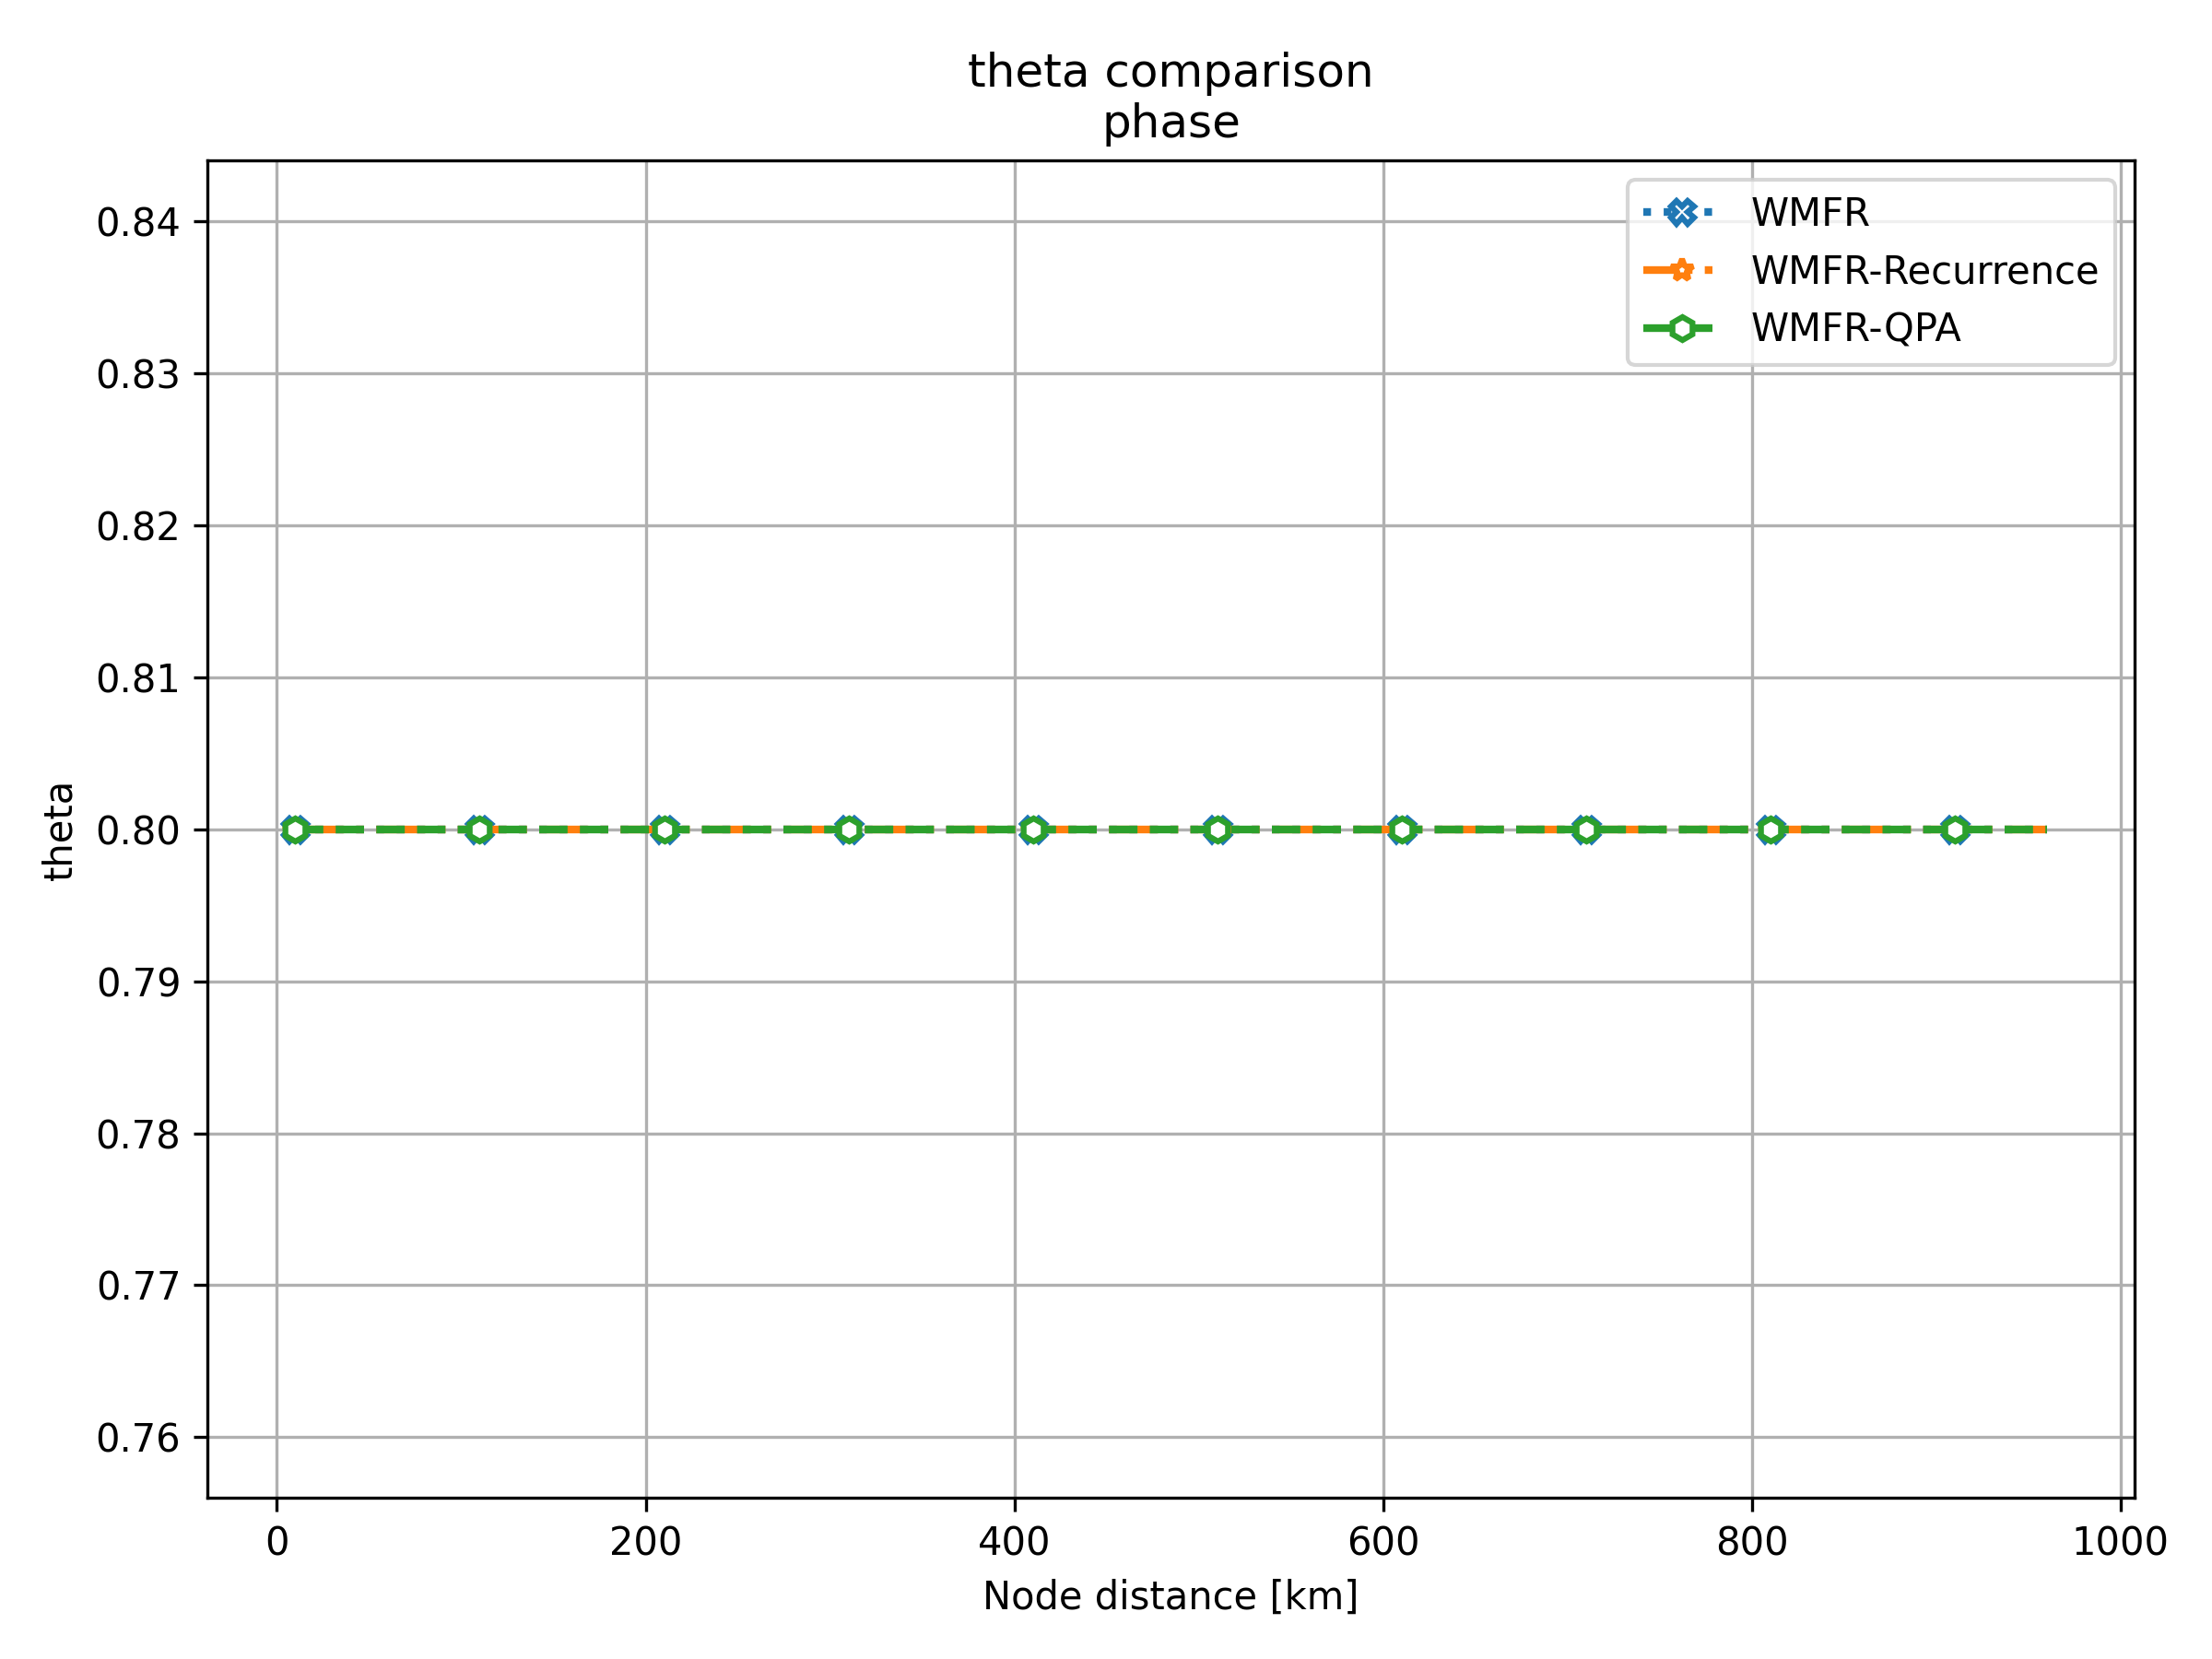 theta comparison
phase
WMFR
WMFR-Recurrence
WMFR-QPA
theta
0.84
0.83
0.82
0.81
0.80
0.79
0.78
0.77
0.76
0
200
400
600
800
1000
Node distance [km]